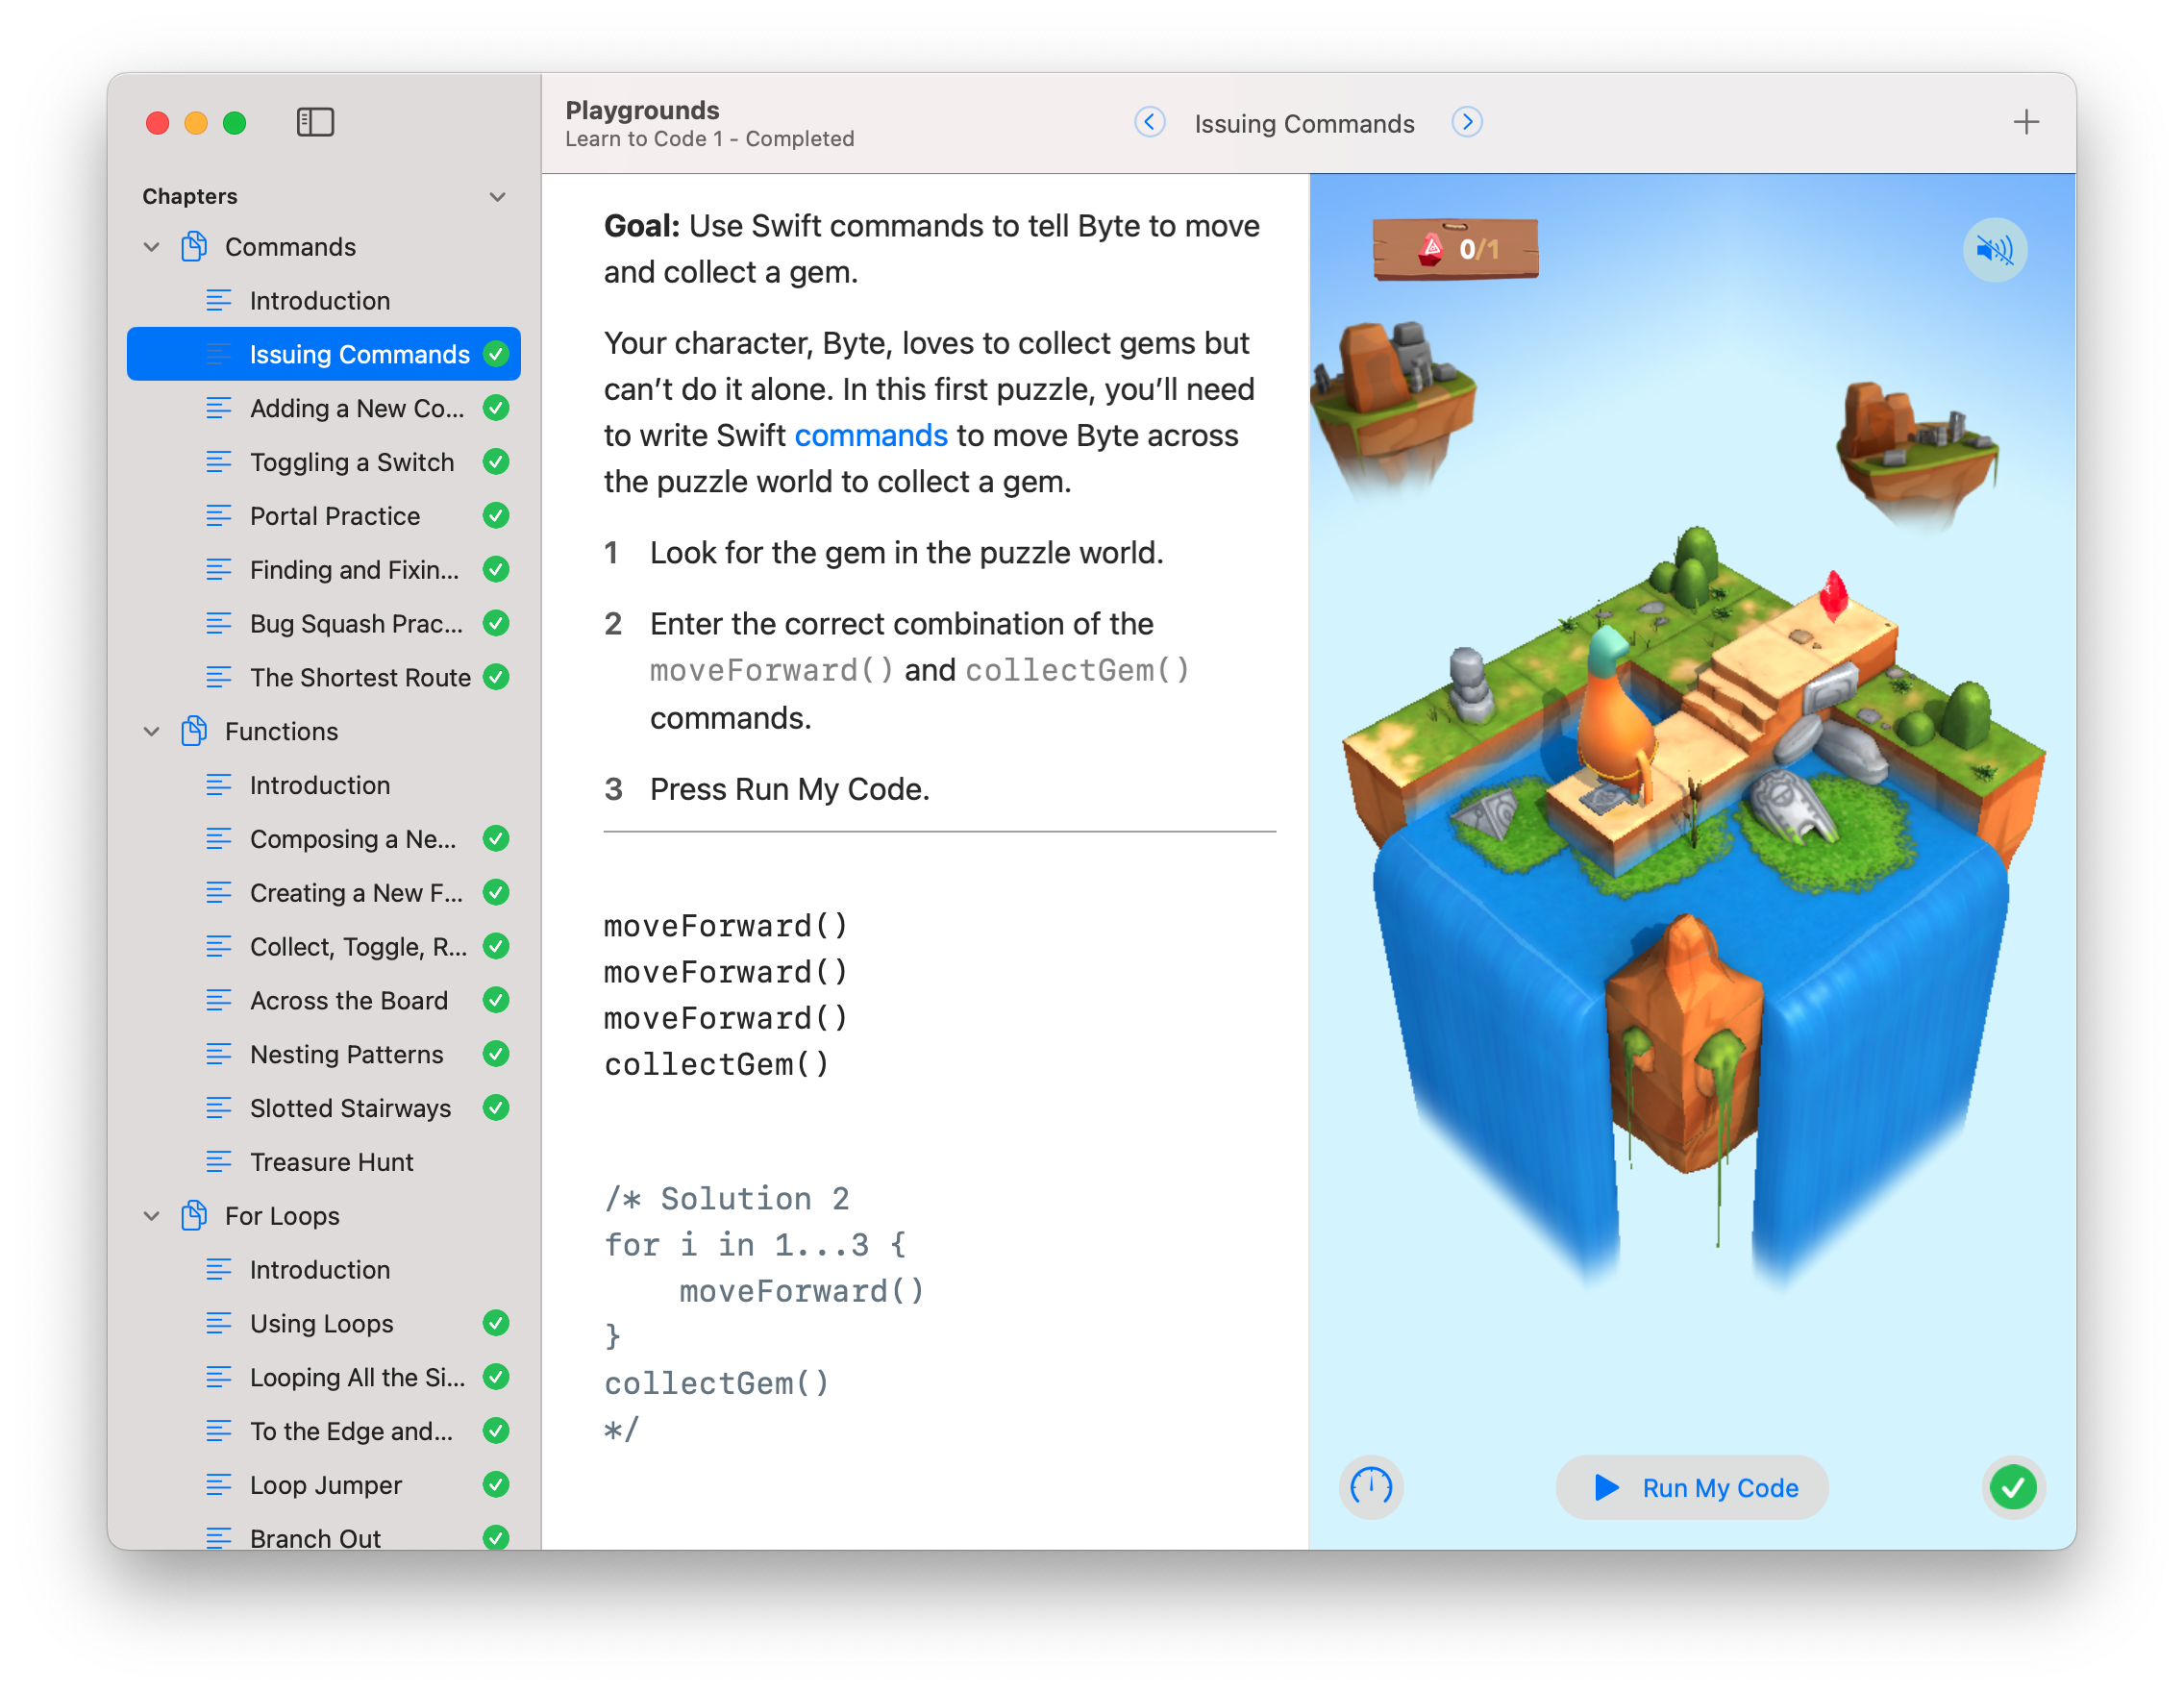 Playgrounds
Learn to Code 1 - Completed
Issuing Commands
Chapters
Commands
Introduction
Issuing Commands
Adding a New Co...
Toggling a Switch
Portal Practice
Finding and Fixin...
Bug Squash Prac...
The Shortest Route
Functions
Introduction
Composing a Ne...
Creating a New F...
Collect, Toggle, R...
Across the Board
Nesting Patterns
Slotted Stairways
Treasure Hunt
For Loops
Introduction
Using Loops
Looping All the Si...
To the Edge and...
Loop Jumper
Branch Out
Goal: Use Swift commands to tell Byte to move
and collect a gem.
Your character, Byte, loves to collect gems but
can’t do it alone. In this first puzzle, you’ll need
to write Swift commands to move Byte across
the puzzle world to collect a gem.
1 Look for the gem in the puzzle world.
2 Enter the correct combination of the
moveForward() and collectGem()
commands.
3 Press Run My Code.
moveForward()
moveForward()
moveForward()
collectGem()
/* Solution 2
for i in 1...3 {
    moveForward()
}
collectGem()
*/
0/1
Run My Code